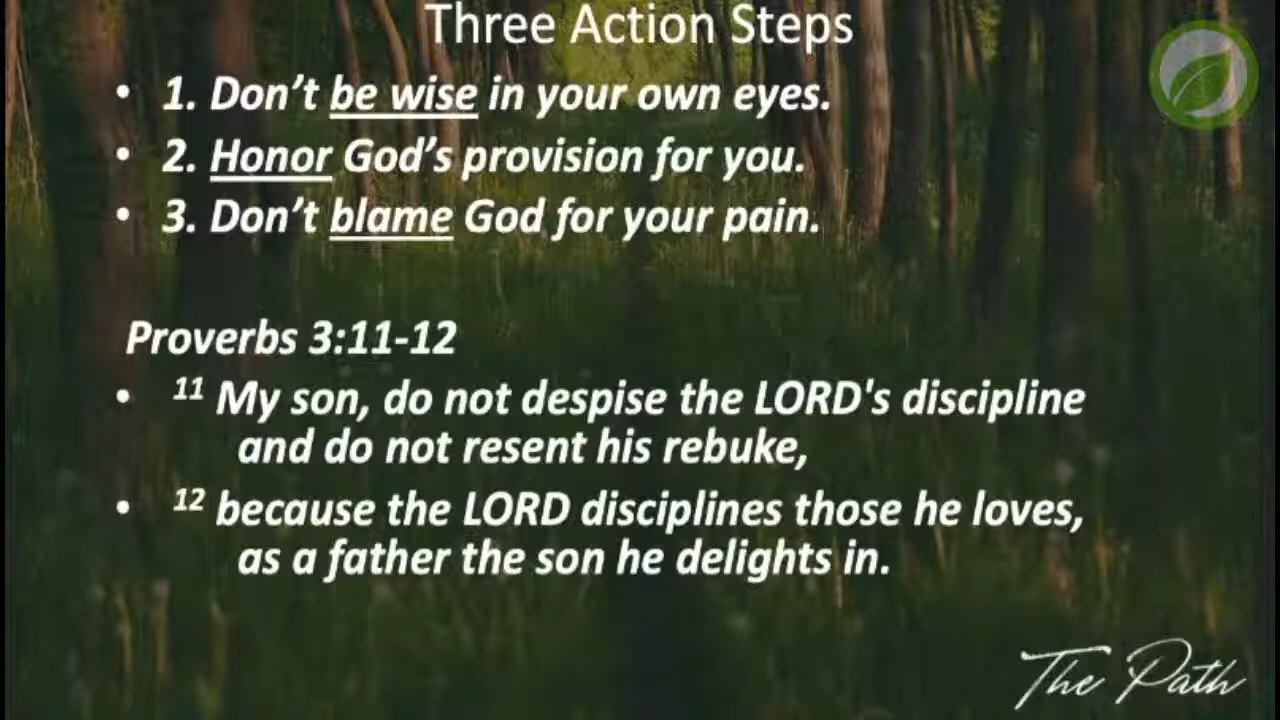 Three Action Steps
• 1. Don’t be wise in your own eyes.
• 2. Honor God’s provision for you.
• 3. Don’t blame God for your pain.
Proverbs 3:11-12
• 11 My son, do not despise the LORD's discipline
and do not resent his rebuke,
• 12 because the LORD disciplines those he loves,
as a father the son he delights in.
The Path